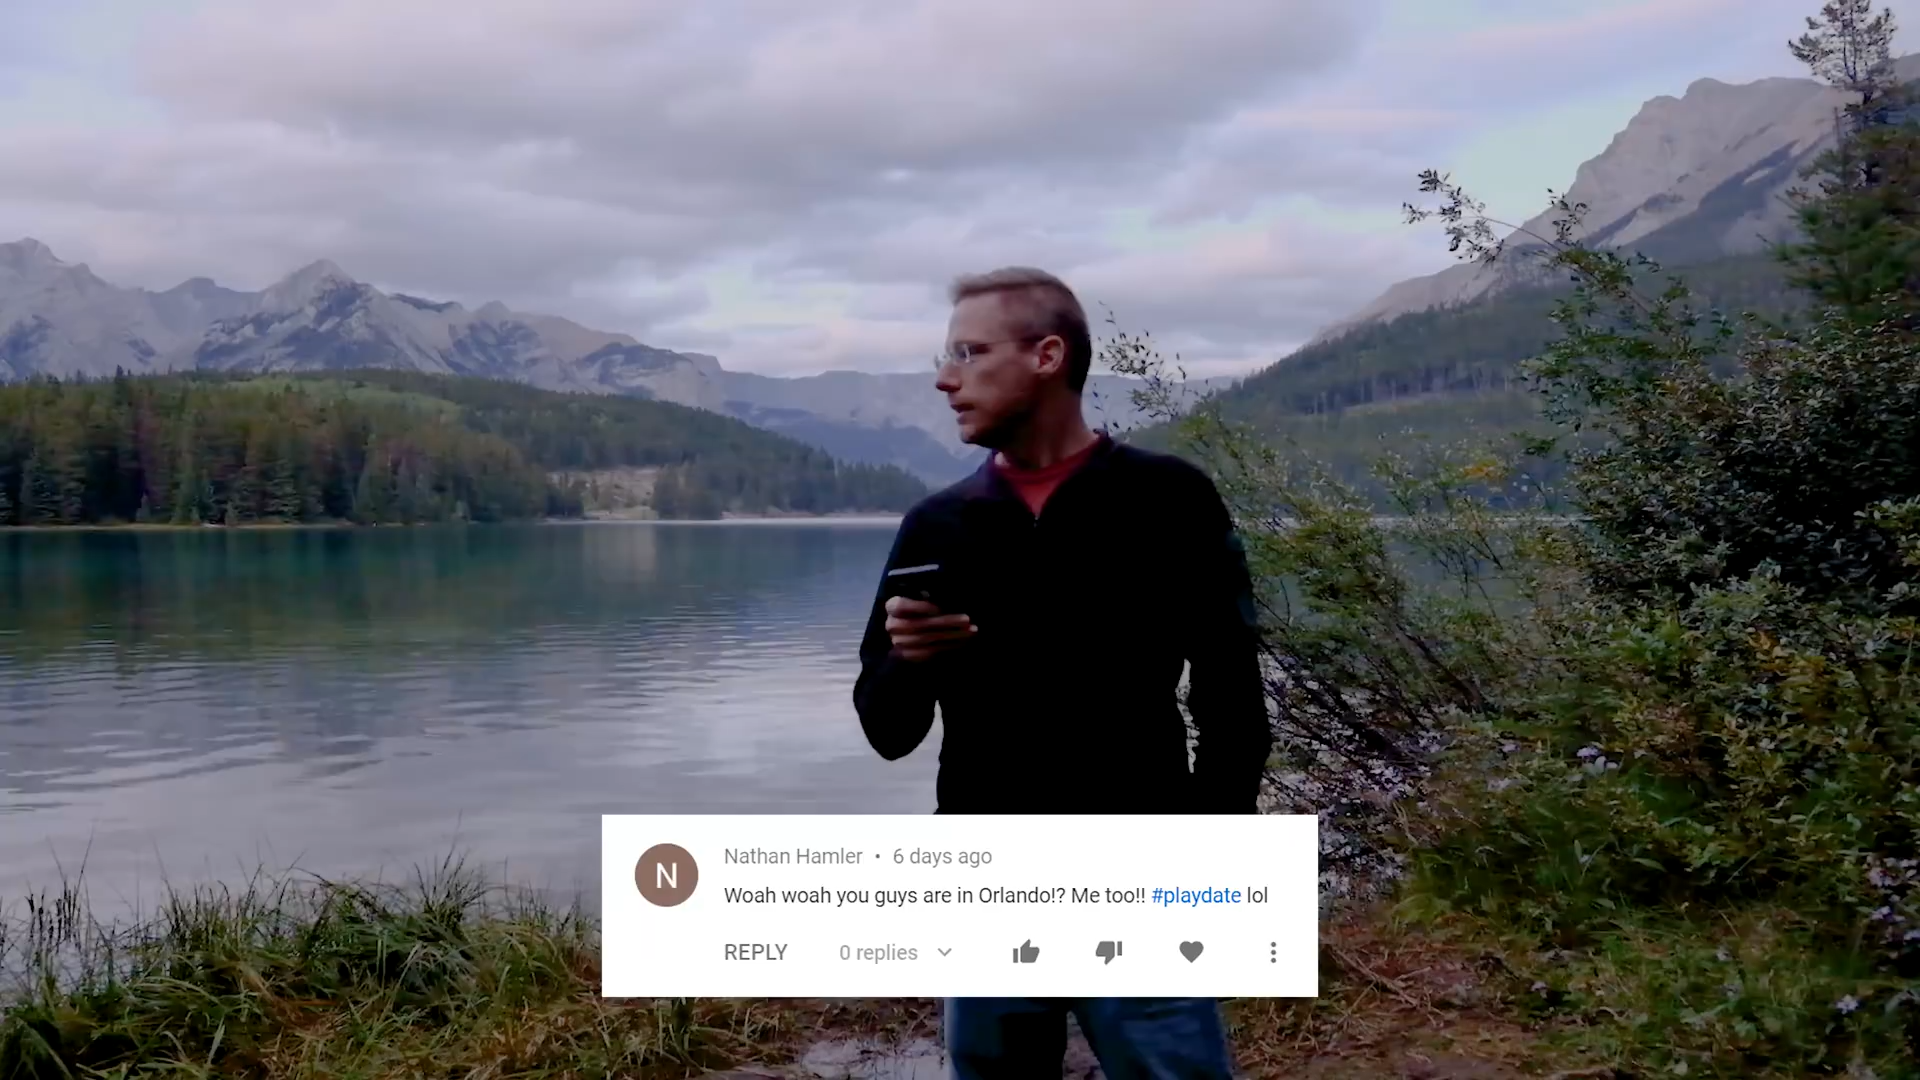 N
Nathan Hamler • 6 days ago
Woah woah you guys are in Orlando!? Me too!! #playdate lol
REPLY 0 replies